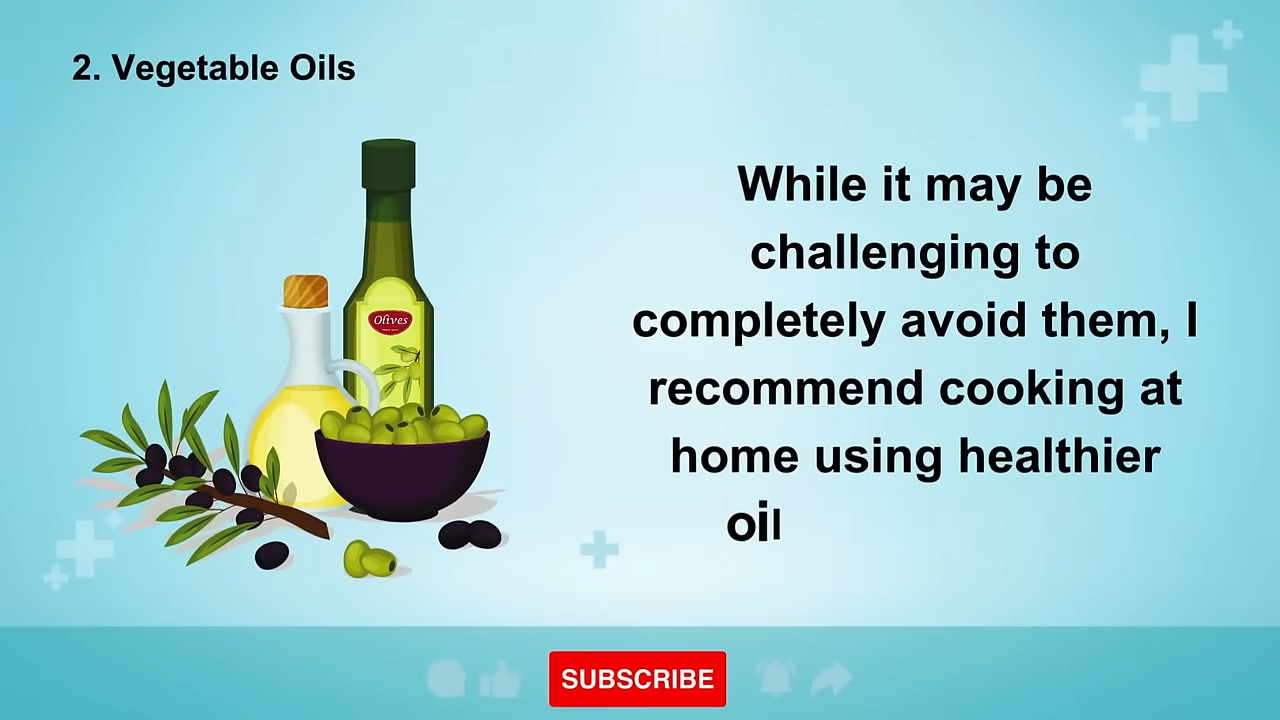 2. Vegetable Oils
While it may be
challenging to
completely avoid them, I
recommend cooking at
home using healthier
oil
Olives
SUBSCRIBE